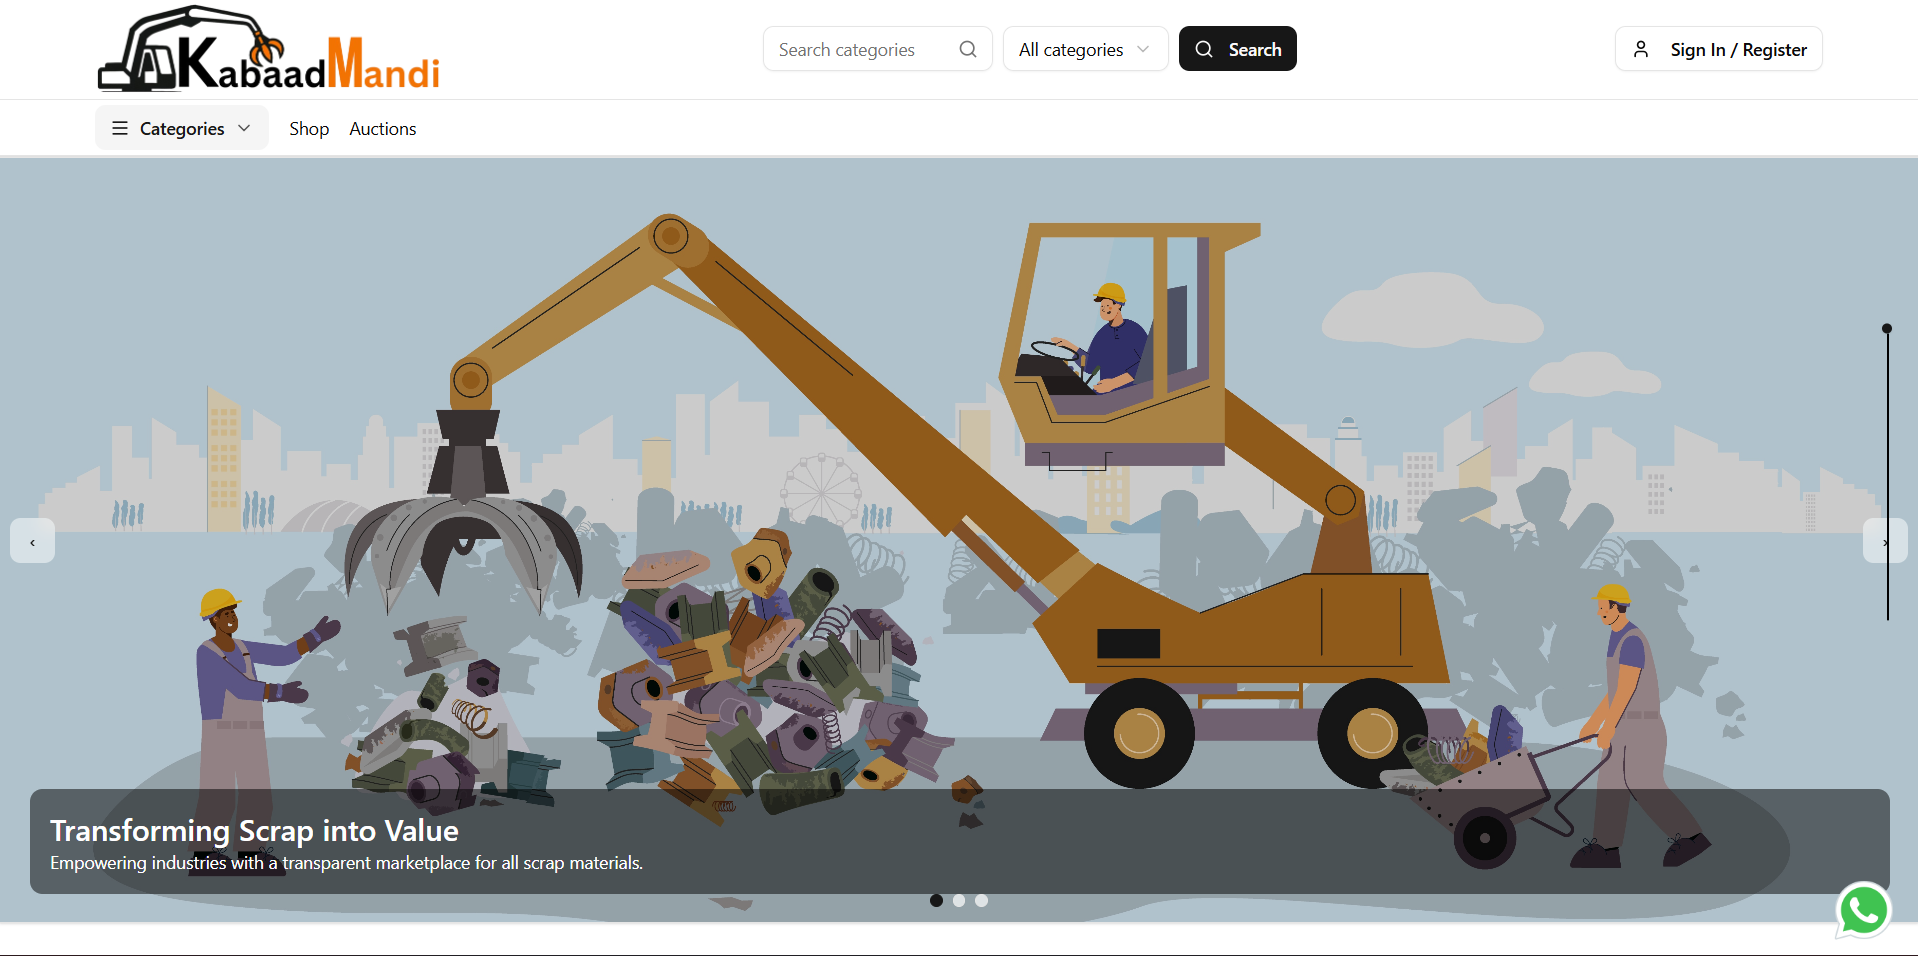 KabaadMandi
Search categories
All categories
Search
Sign In / Register
Categories
Shop
Auctions
‹
›
Transforming Scrap into Value
Empowering industries with a transparent marketplace for all scrap materials.